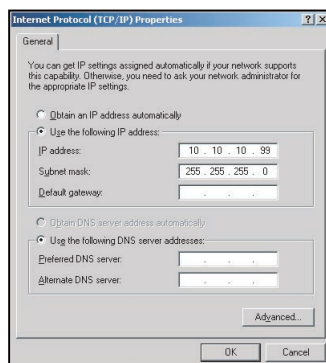 Internet Protocol (TCP/IP) Properties
General
You can get IP settings assigned automatically if your network supports
this capability. Otherwise, you need to ask your network administrator for
the appropriate IP settings.
Obtain an IP address automatically
Use the following IP address:
IP address: 10 . 10 . 10 . 99
Subnet mask: 255 . 255 . 255 . 0
Default gateway: . . .
Obtain DNS server address automatically
Use the following DNS server addresses:
Preferred DNS server: . . .
Alternate DNS server: . . .
Advanced...
OK Cancel